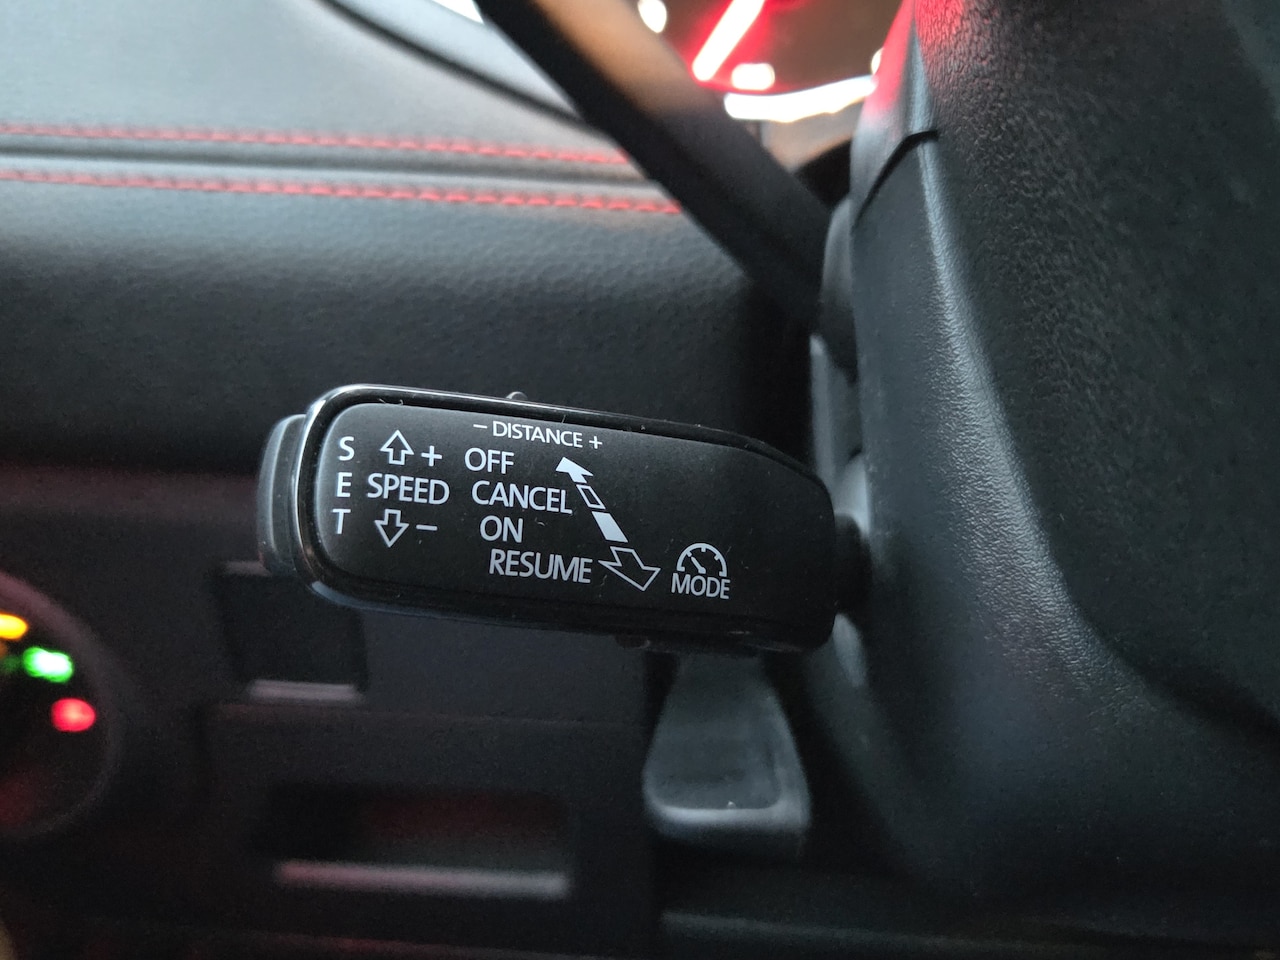 - DISTANCE +
S + OFF
E SPEED CANCEL
T - ON
RESUME
MODE